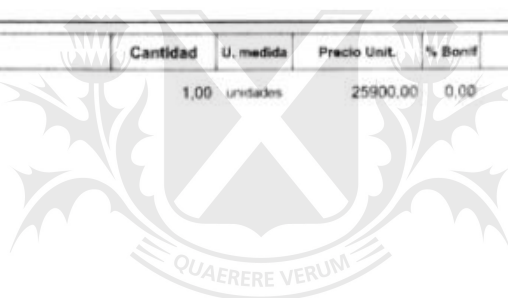 Cantidad U. medida Precio Unit. % Bonif
1,00 unidades 25900,00 0,00
QUAERERE VERUM